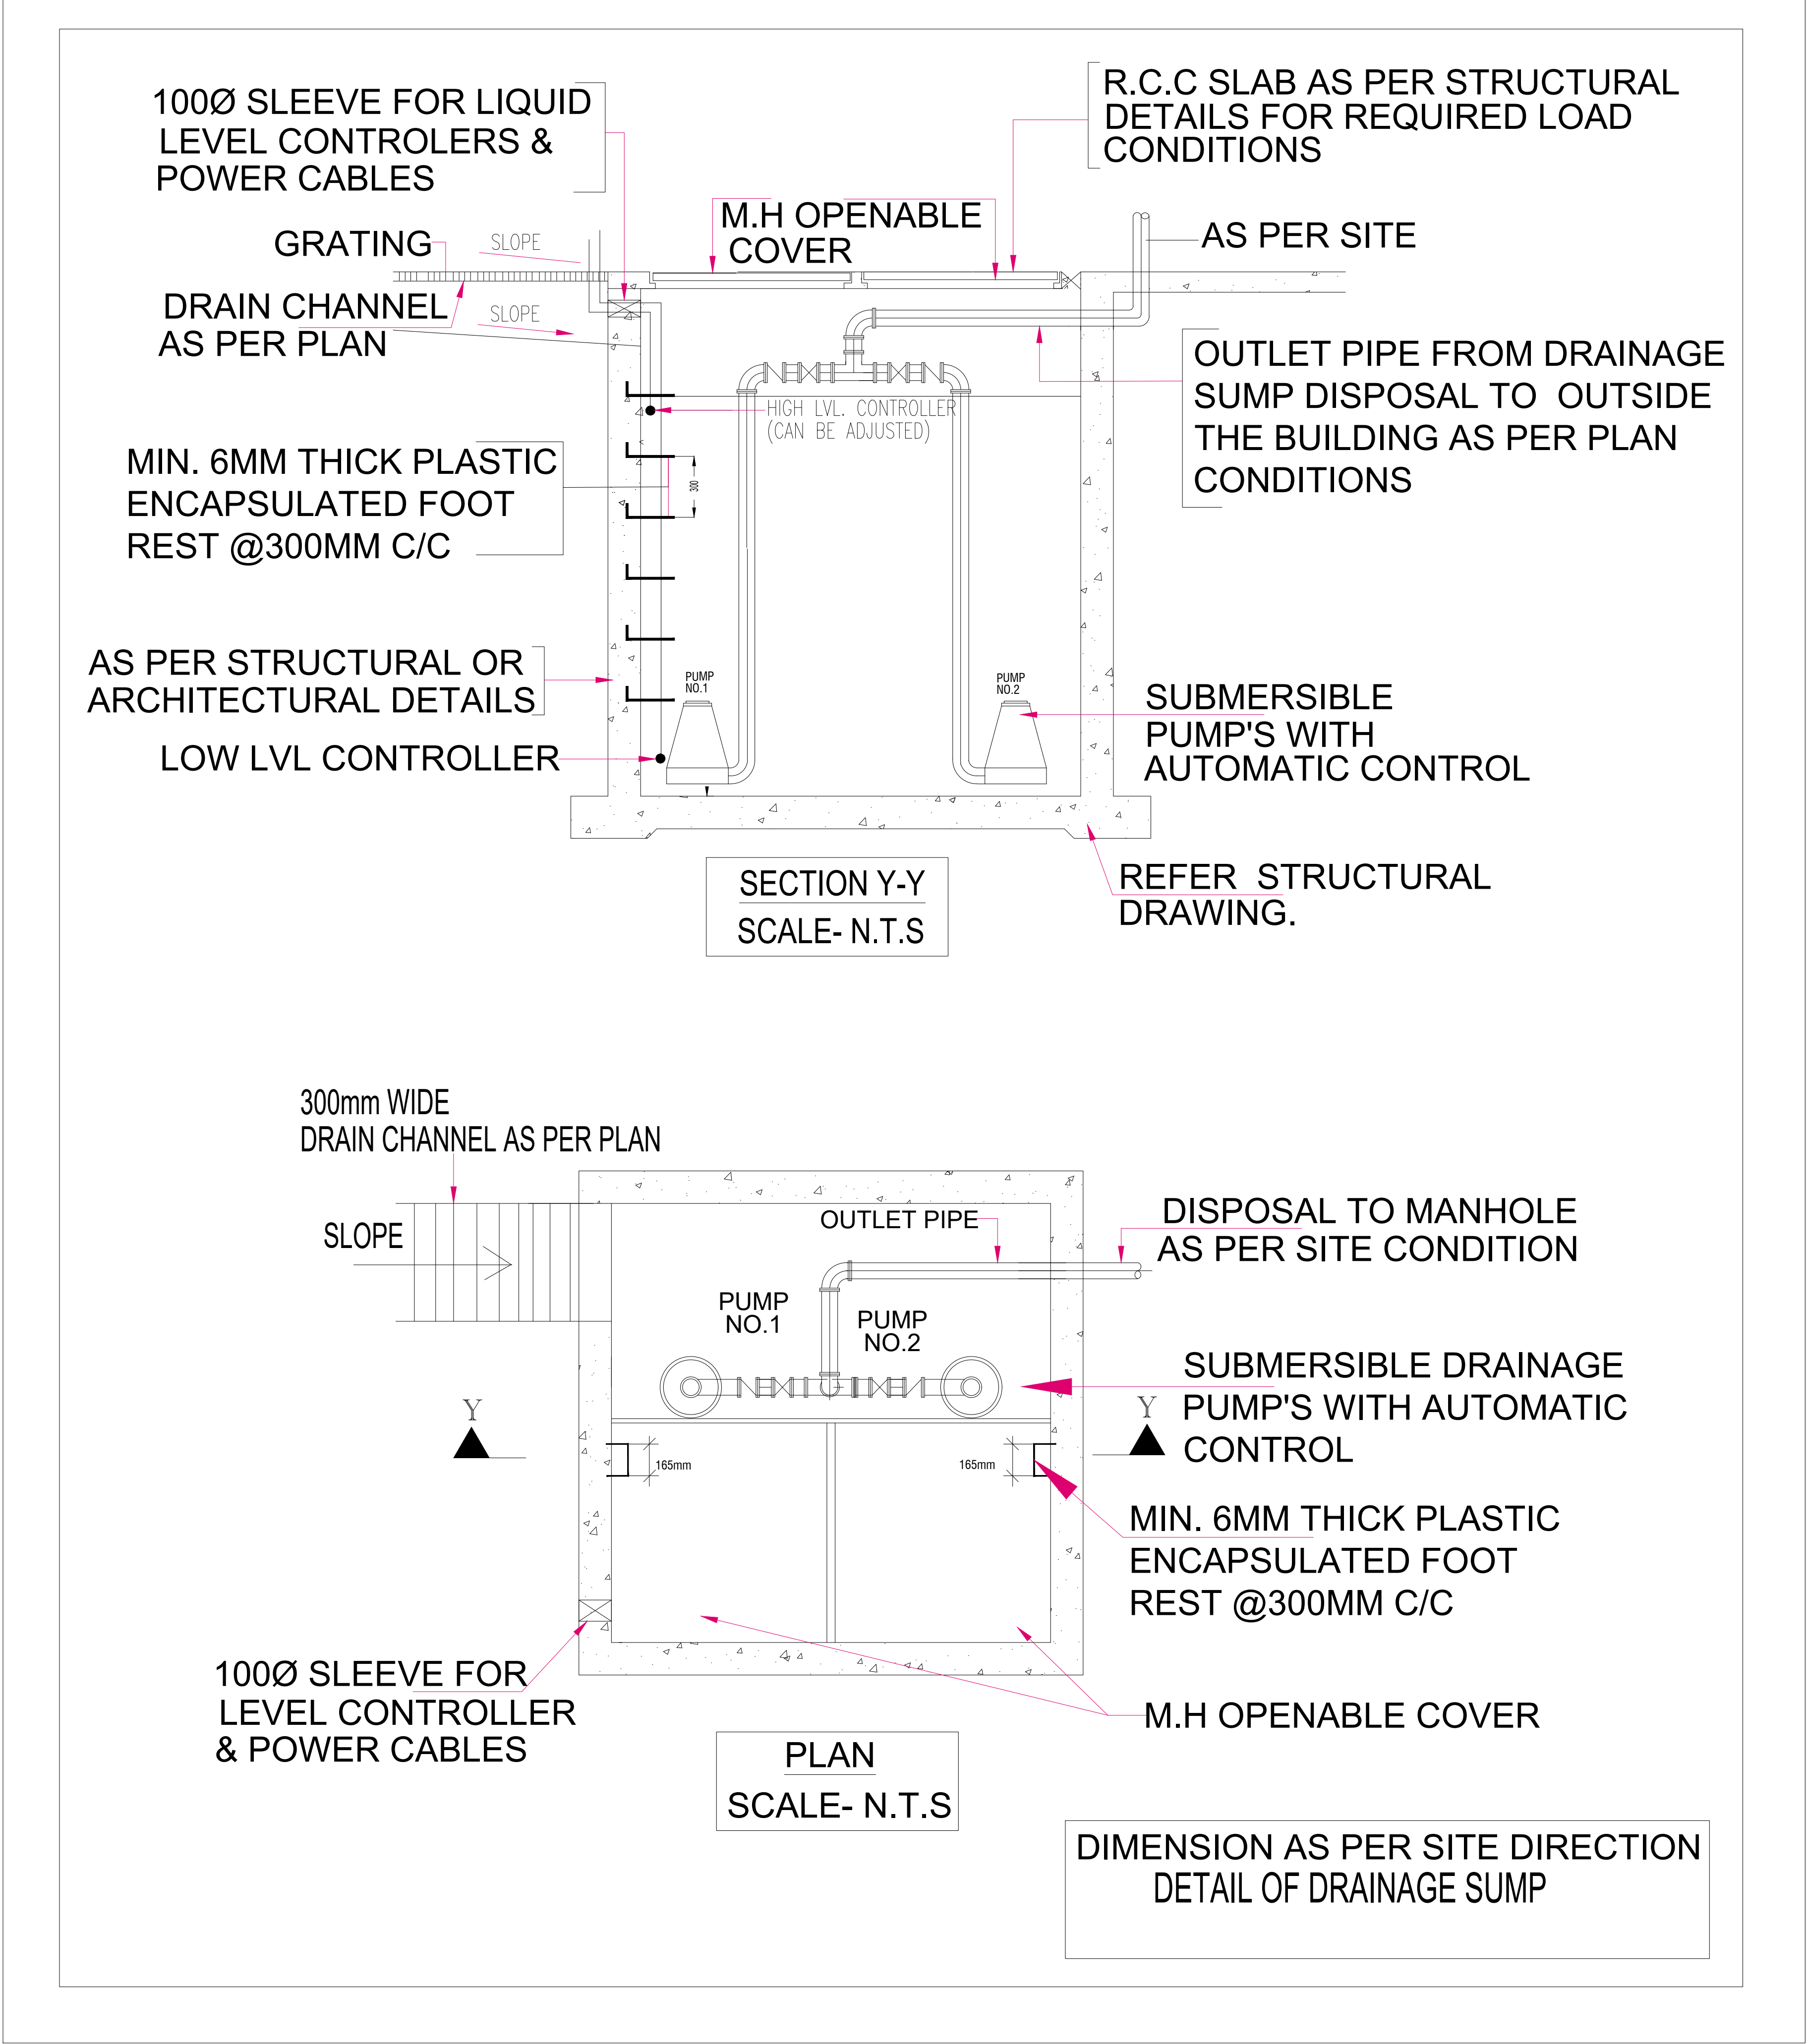 100Ø SLEEVE FOR LIQUID
LEVEL CONTROLERS &
POWER CABLES
R.C.C SLAB AS PER STRUCTURAL
DETAILS FOR REQUIRED LOAD
CONDITIONS
M.H OPENABLE
COVER
GRATING
SLOPE
AS PER SITE
DRAIN CHANNEL
AS PER PLAN
SLOPE
OUTLET PIPE FROM DRAINAGE
SUMP DISPOSAL TO OUTSIDE
THE BUILDING AS PER PLAN
CONDITIONS
HIGH LVL. CONTROLLER
(CAN BE ADJUSTED)
MIN. 6MM THICK PLASTIC
ENCAPSULATED FOOT
REST @300MM C/C
300
AS PER STRUCTURAL OR
ARCHITECTURAL DETAILS
PUMP
NO.1
PUMP
NO.2
SUBMERSIBLE
PUMP'S WITH
AUTOMATIC CONTROL
LOW LVL CONTROLLER
REFER STRUCTURAL
DRAWING.
SECTION Y-Y
SCALE- N.T.S
300mm WIDE
DRAIN CHANNEL AS PER PLAN
SLOPE
OUTLET PIPE
DISPOSAL TO MANHOLE
AS PER SITE CONDITION
PUMP
NO.1
PUMP
NO.2
SUBMERSIBLE DRAINAGE
PUMP'S WITH AUTOMATIC
CONTROL
Y
Y
165mm
165mm
MIN. 6MM THICK PLASTIC
ENCAPSULATED FOOT
REST @300MM C/C
100Ø SLEEVE FOR
LEVEL CONTROLLER
& POWER CABLES
M.H OPENABLE COVER
PLAN
SCALE- N.T.S
DIMENSION AS PER SITE DIRECTION
DETAIL OF DRAINAGE SUMP